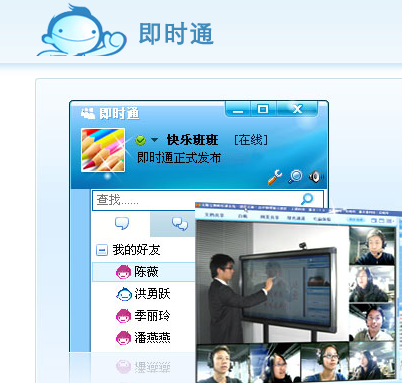 即时通
即时通
快乐班班 [在线]
即时通正式发布
查找......
我的好友
陈薇
洪勇跃
季丽玲
潘燕燕